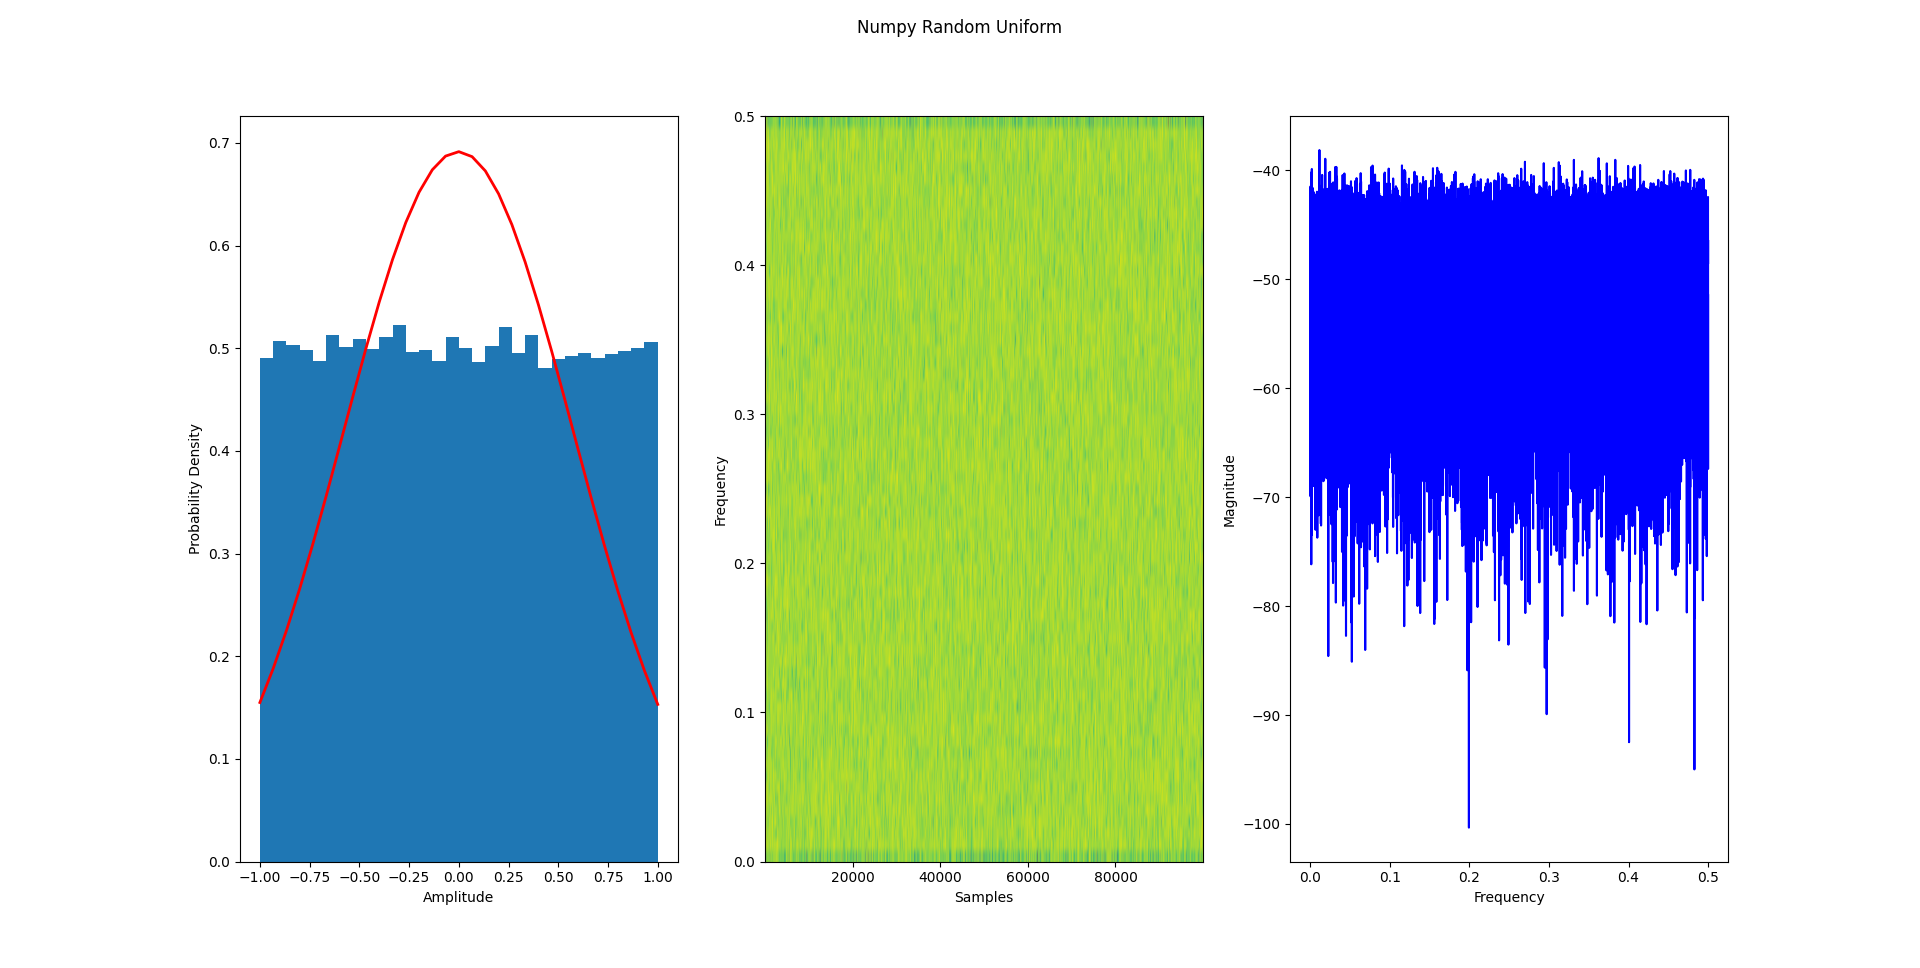 Numpy Random Uniform
0.7
0.6
0.5
0.4
0.3
0.2
0.1
0.0
Probability Density
−1.00 −0.75 −0.50 −0.25 0.00 0.25 0.50 0.75 1.00
Amplitude
0.5
0.4
0.3
0.2
0.1
0.0
Frequency
20000 40000 60000 80000
Samples
−40
−50
−60
−70
−80
−90
−100
Magnitude
0.0 0.1 0.2 0.3 0.4 0.5
Frequency